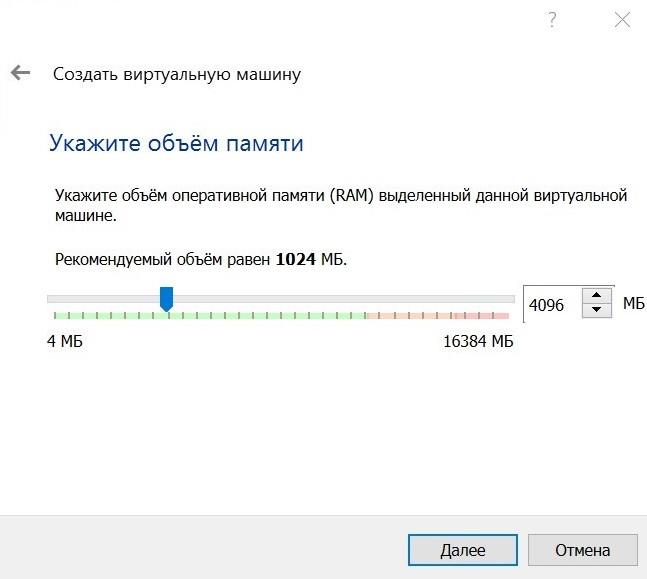 ?
Создать виртуальную машину
Укажите объём памяти
Укажите объём оперативной памяти (RAM) выделенный данной виртуальной
машине.
Рекомендуемый объём равен 1024 МБ.
4096 МБ
4 МБ 16384 МБ
Далее Отмена